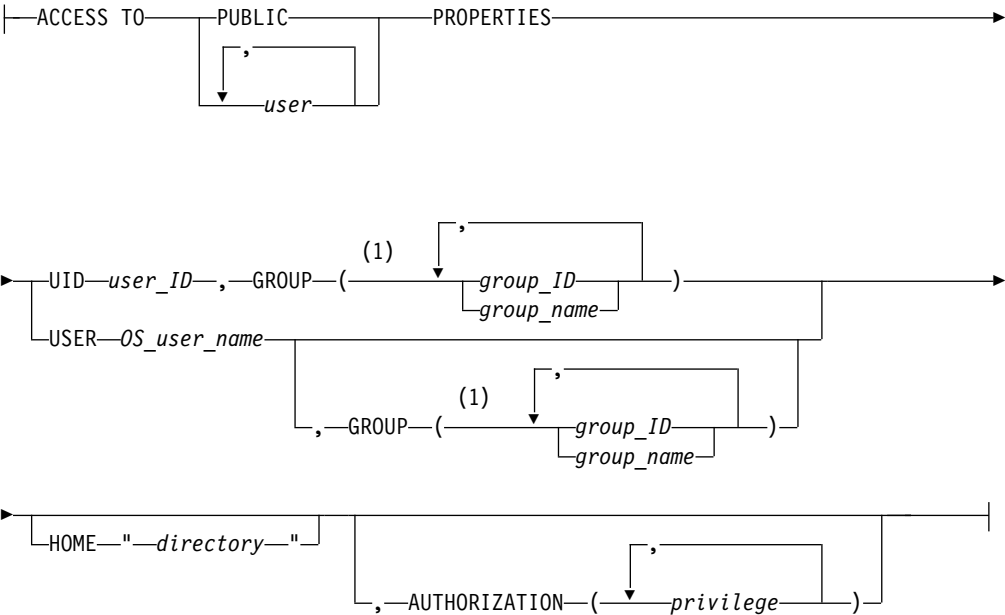 ACCESS TO PUBLIC PROPERTIES
,
user
,
(1)
UID user_ID , GROUP ( group_ID )
group_name
USER OS_user_name
,
(1)
, GROUP ( group_ID )
group_name
HOME " directory "
,
, AUTHORIZATION ( privilege )